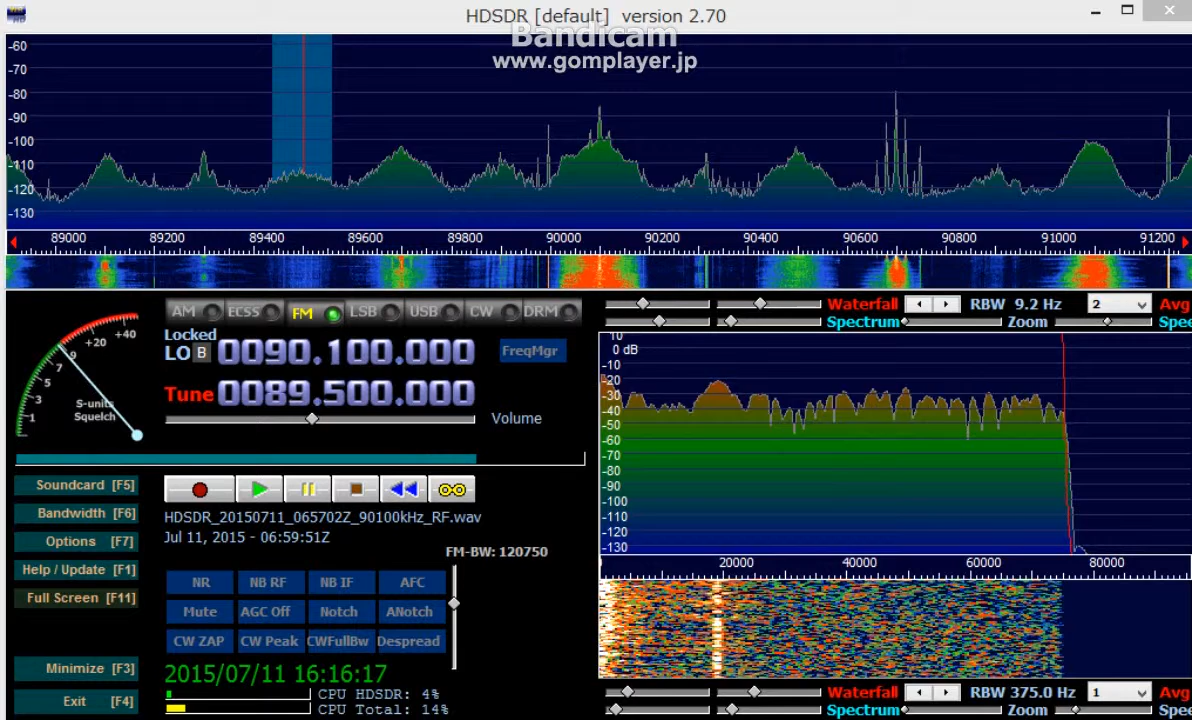 HDSDR [default] version 2.70
Bandicam
www.gomplayer.jp
-60
-70
-80
-90
-100
-110
-120
-130
89000 89200 89400 89600 89800 90000 90200 90400 90600 90800 91000 91200
AM ECSS FM LSB USB CW DRM
Waterfall RBW 9.2 Hz 2 Avg
Spectrum Zoom Spee
+20 +40
1 3 5 7 9
S-units
Squelch
Locked
LO B 0090.100.000 FreqMgr
Tune 0089.500.000
Volume
10
0 dB
-10
-20
-30
-40
-50
-60
-70
-80
-90
-100
-110
-120
-130
Soundcard [F5]
Bandwidth [F6]
Options [F7]
Help / Update [F1]
Full Screen [F11]
Minimize [F3]
Exit [F4]
HDSDR_20150711_065702Z_90100kHz_RF.wav
Jul 11, 2015 - 06:59:51Z
FM-BW: 120750
NR NB RF NB IF AFC
Mute AGC Off Notch ANotch
CW ZAP CW Peak CWFullBw Despread
2015/07/11 16:16:17
CPU HDSDR: 4%
CPU Total: 14%
20000 40000 60000 80000
Waterfall RBW 375.0 Hz 1 Avg
Spectrum Zoom Spee